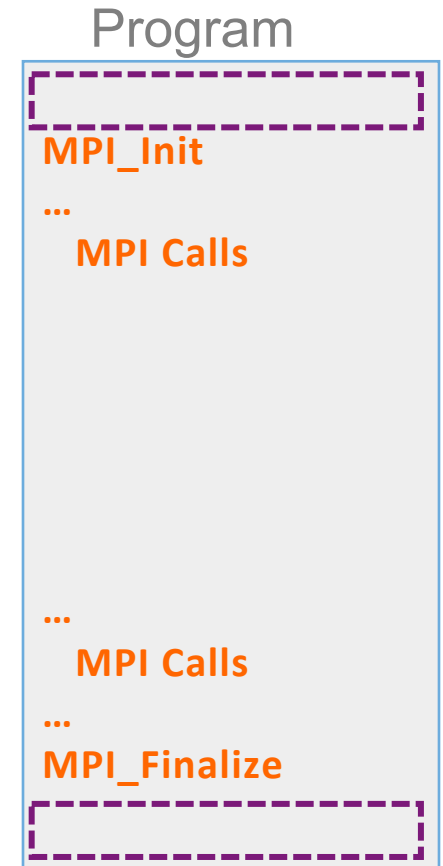 Program
MPI_Init
…
MPI Calls
…
MPI Calls
…
MPI_Finalize